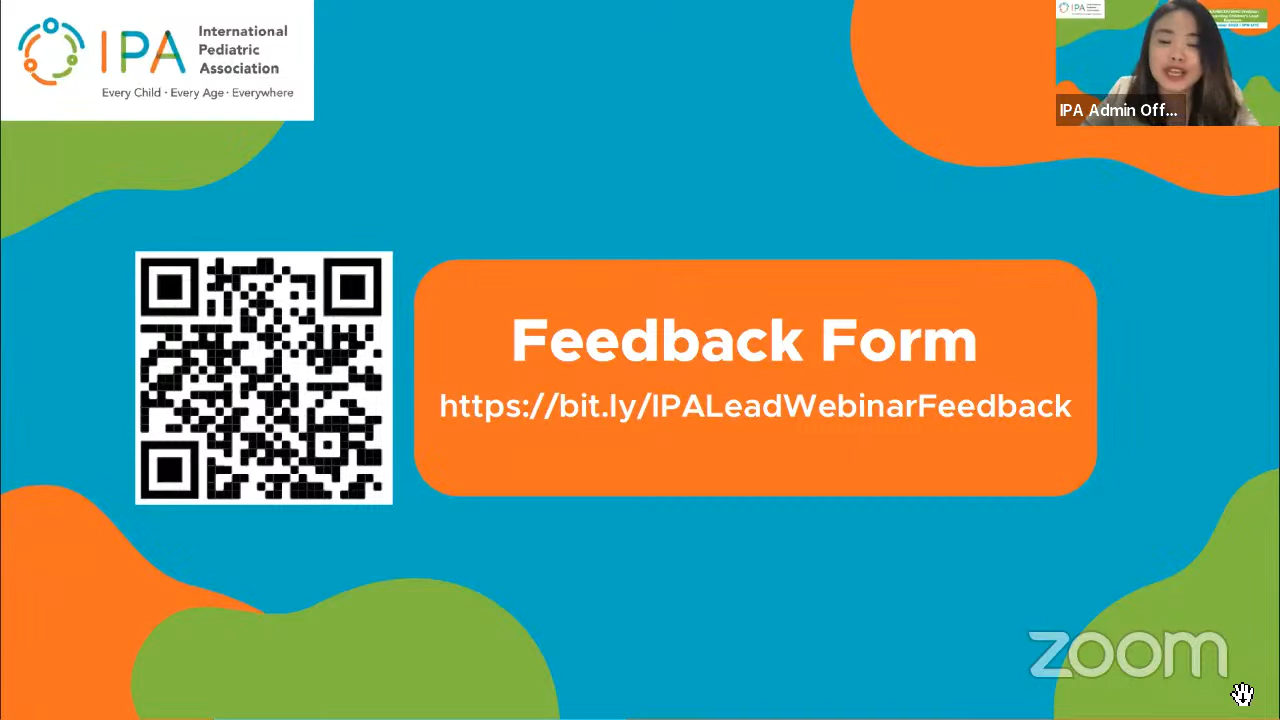 IPA
International
Pediatric
Association
Every Child · Every Age · Everywhere
IPA Admin Off...
Feedback Form
https://bit.ly/IPALeadWebinarFeedback
zoom